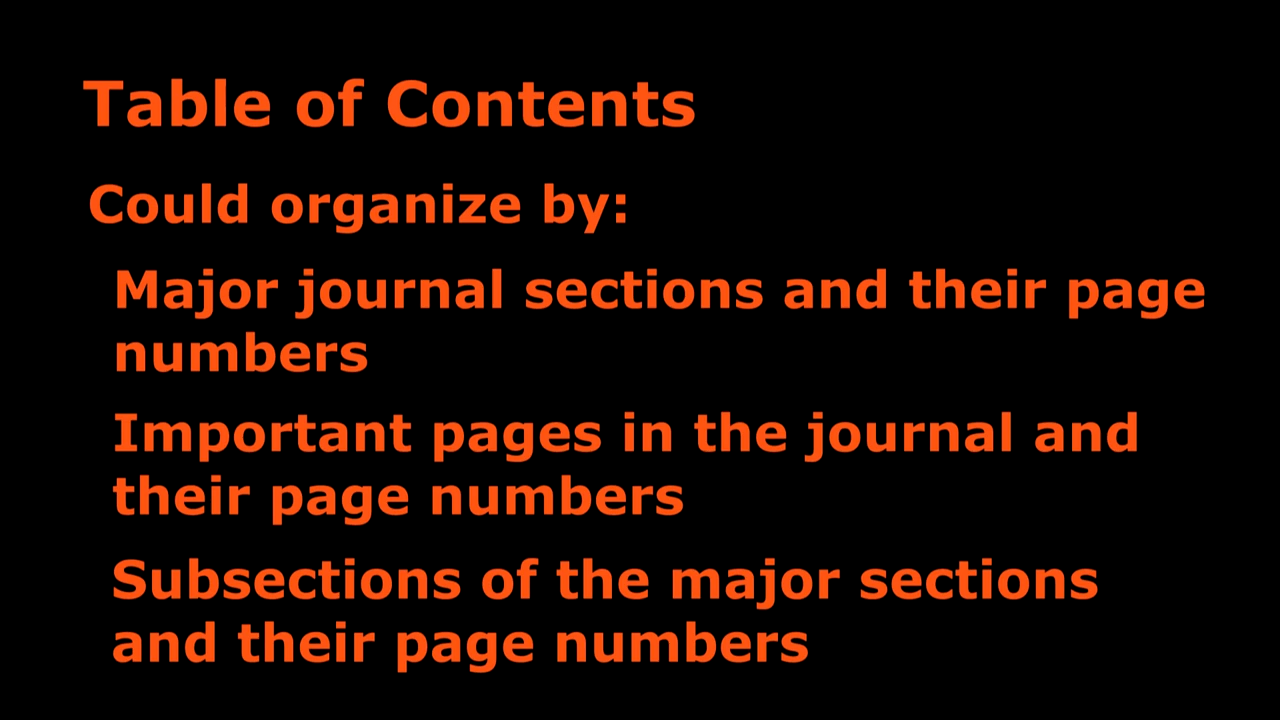 Table of Contents
Could organize by:
Major journal sections and their page
numbers
Important pages in the journal and
their page numbers
Subsections of the major sections
and their page numbers